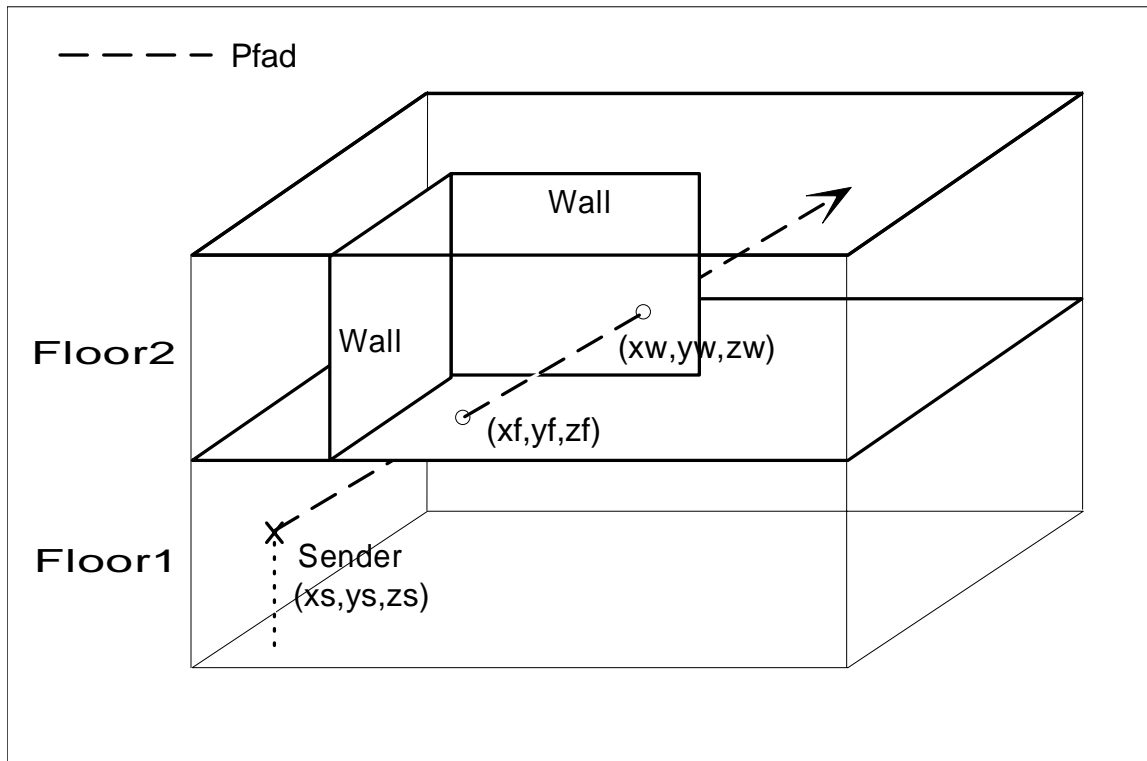 Pfad
Wall
Wall
Floor2
(xw,yw,zw)
(xf,yf,zf)
Floor1
Sender
(xs,ys,zs)